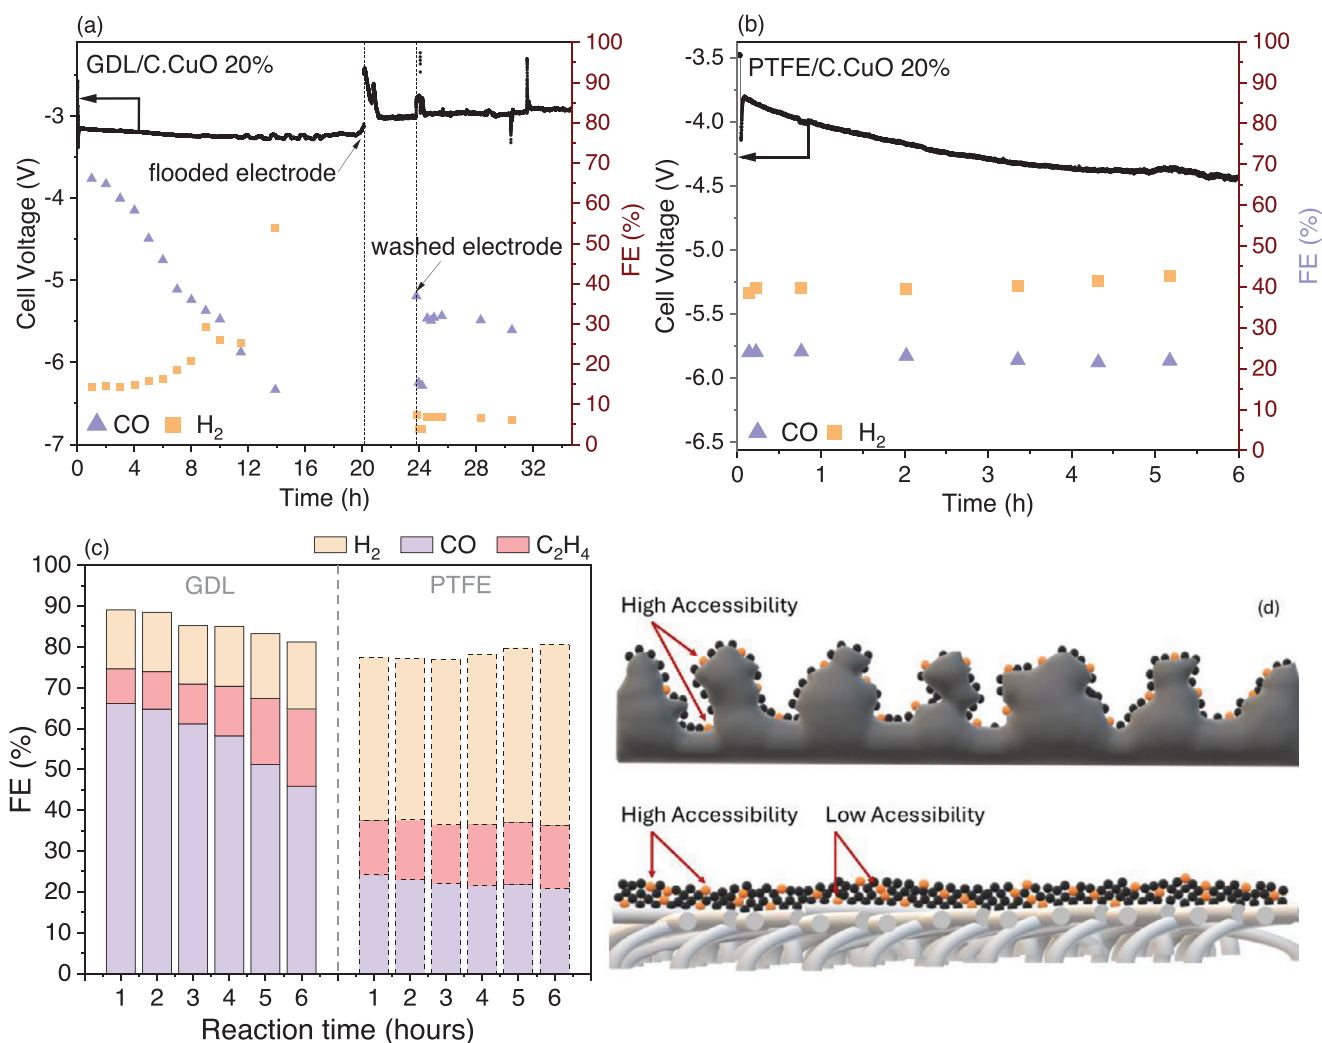 (a)
GDL/C.CuO 20%
flooded electrode
washed electrode
CO
H2
Cell Voltage (V)
-3
-4
-5
-6
-7
0 4 8 12 16 20 24 28 32
Time (h)
100
90
80
70
60
50
40
30
20
10
0
FE (%)
(b)
PTFE/C.CuO 20%
CO
H2
Cell Voltage (V)
-3.5
-4.0
-4.5
-5.0
-5.5
-6.0
-6.5
0 1 2 3 4 5 6
Time (h)
100
90
80
70
60
50
40
30
20
10
0
FE (%)
(c)
H2 CO C2H4
GDL PTFE
FE (%)
100
90
80
70
60
50
40
30
20
10
0
1 2 3 4 5 6 1 2 3 4 5 6
Reaction time (hours)
(d)
High Accessibility
High Accessibility Low Acessibility